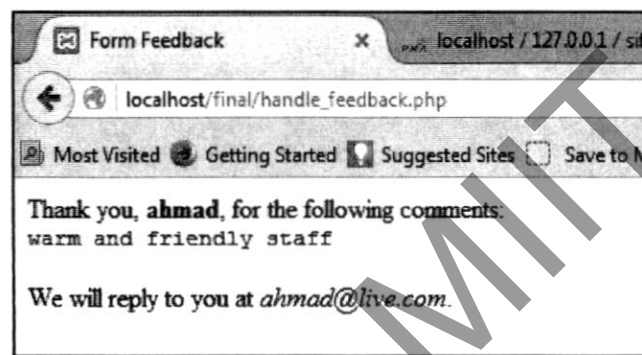 Form Feedback × localhost / 127.0.0.1 /
localhost/final/handle_feedback.php
Most Visited Getting Started Suggested Sites Save to
Thank you, ahmad, for the following comments:
warm and friendly staff
We will reply to you at ahmad@live.com.
MIT